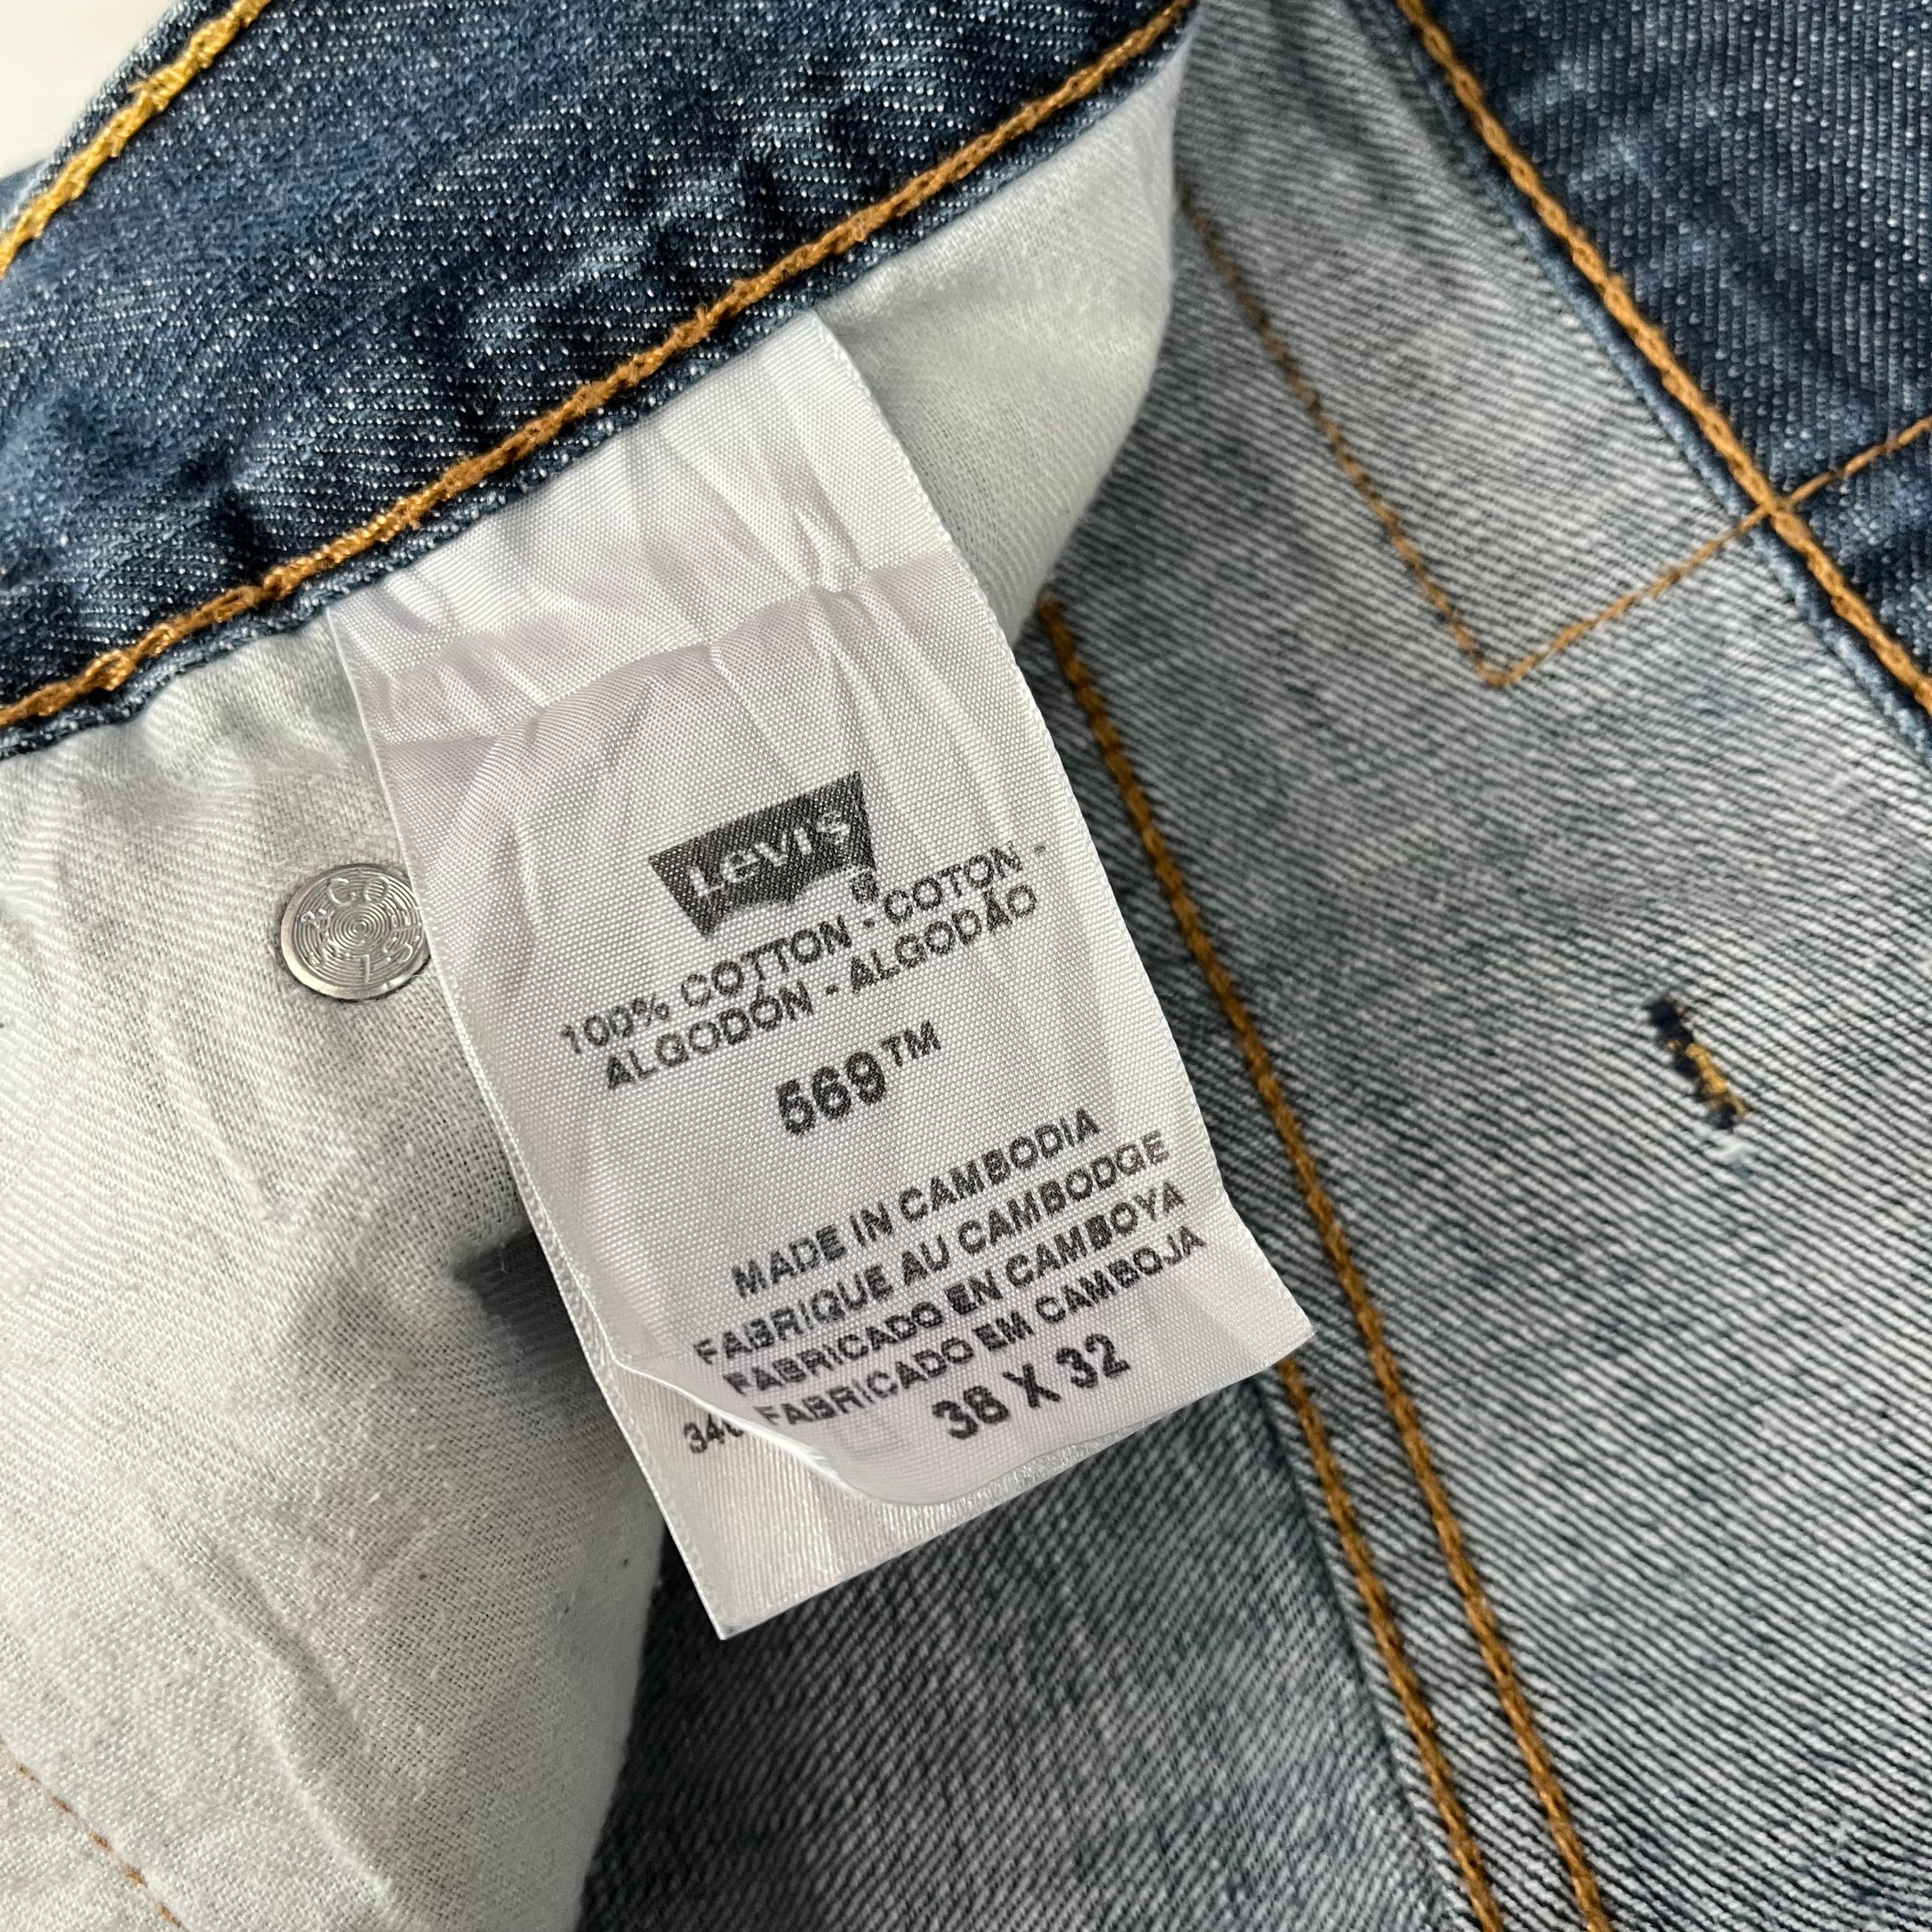 Levi's
100% COTTON - COTON -
ALGODÓN - ALGODÃO
569™
MADE IN CAMBODIA
FABRIQUE AU CAMBODGE
FABRICADO EN CAMBOYA
FABRICADO EM CAMBOJA
38 X 32